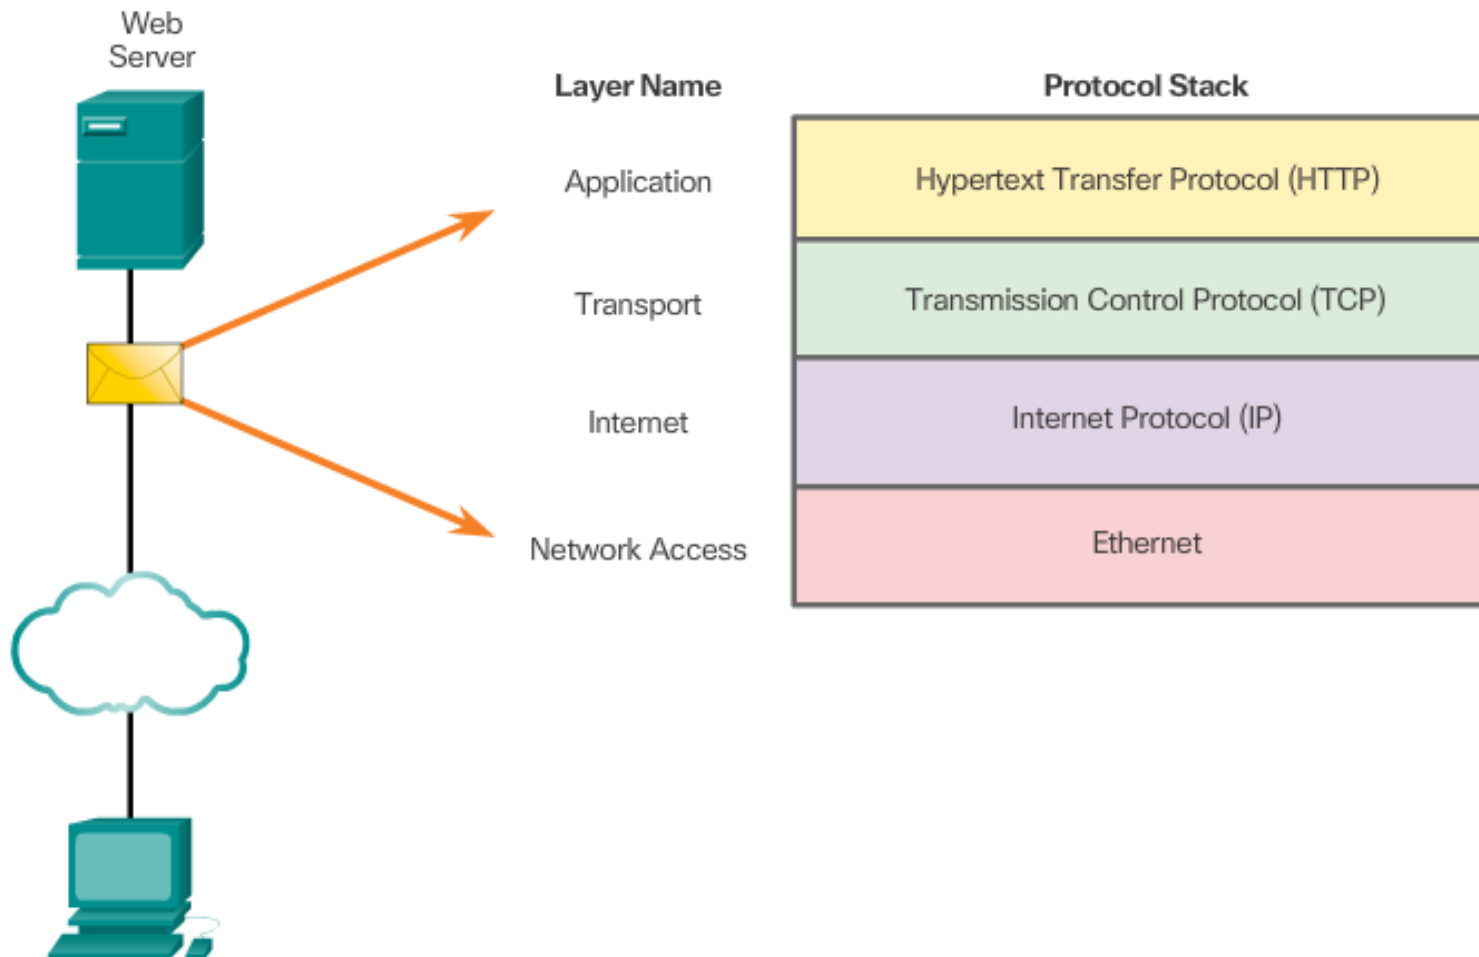 Web
Server
Layer Name
Protocol Stack
Application
Hypertext Transfer Protocol (HTTP)
Transport
Transmission Control Protocol (TCP)
Internet
Internet Protocol (IP)
Network Access
Ethernet